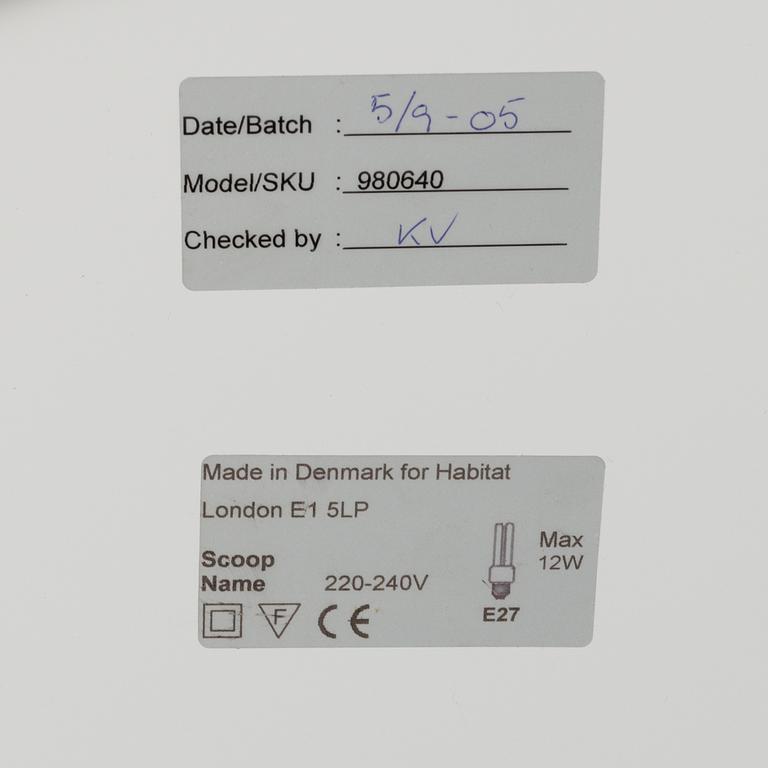 Date/Batch : 5/9-05
Model/SKU : 980640
Checked by : KV
Made in Denmark for Habitat
London E1 5LP
Scoop
Name 220-240V
Max
12W
E27
F CE